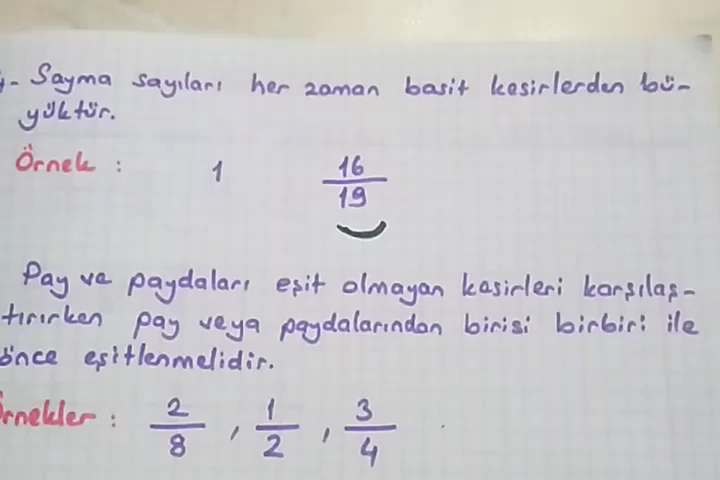 - Sayma sayıları her zaman basit kesirlerden bü-
yüktür.
Örnek : 1 16/19
Pay ve paydaları eşit olmayan kesirleri karşılaş-
tırırken pay veya paydalarından birisi birbiri ile
önce eşitlenmelidir.
Örnekler : 2/8 , 1/2 , 3/4